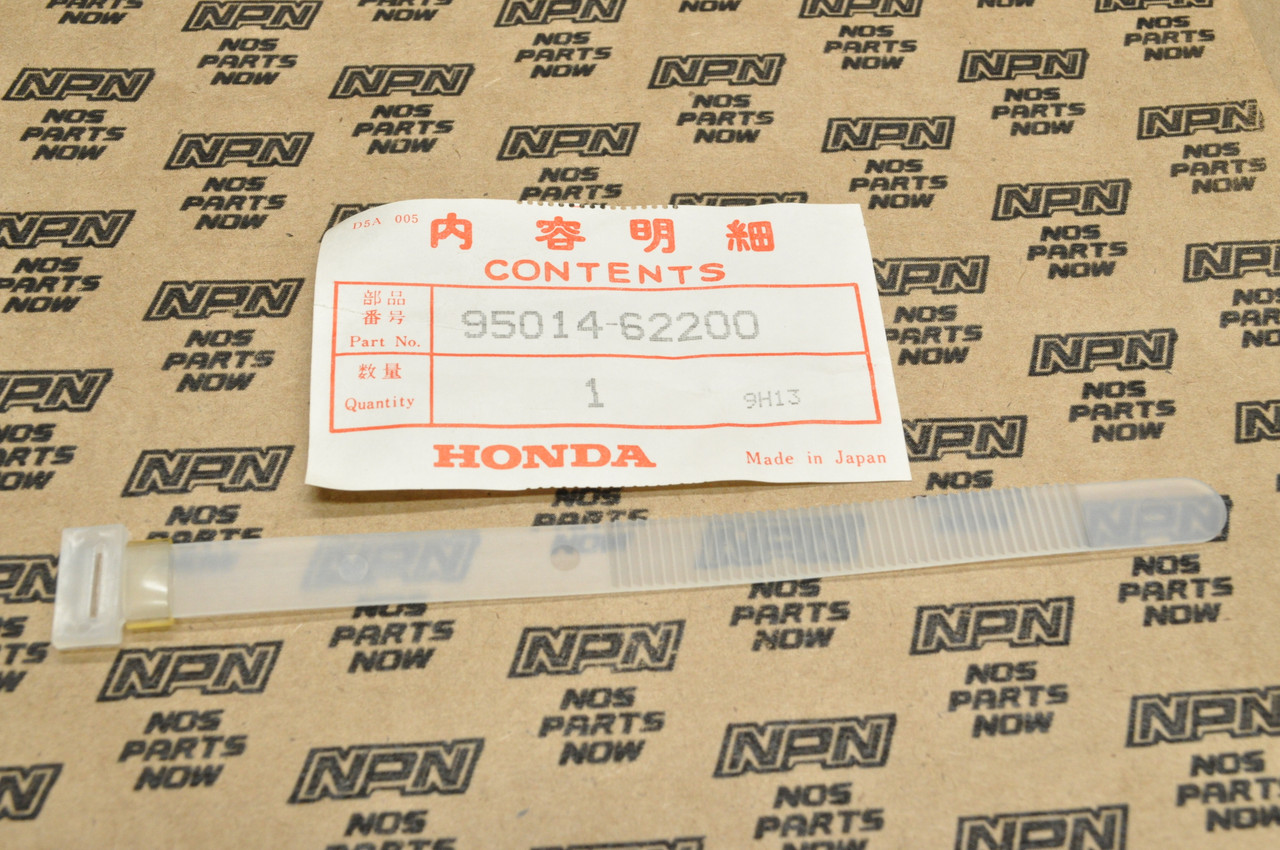 D5A 005
内容明細
CONTENTS
部品
番号
Part No.
95014-62200
数量
Quantity
1
9H13
HONDA
Made in Japan
NPN
NOS
PARTS
NOW